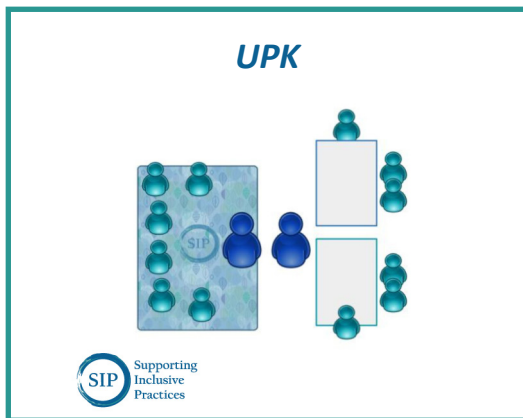 UPK
SIP
SIP
Supporting
Inclusive
Practices